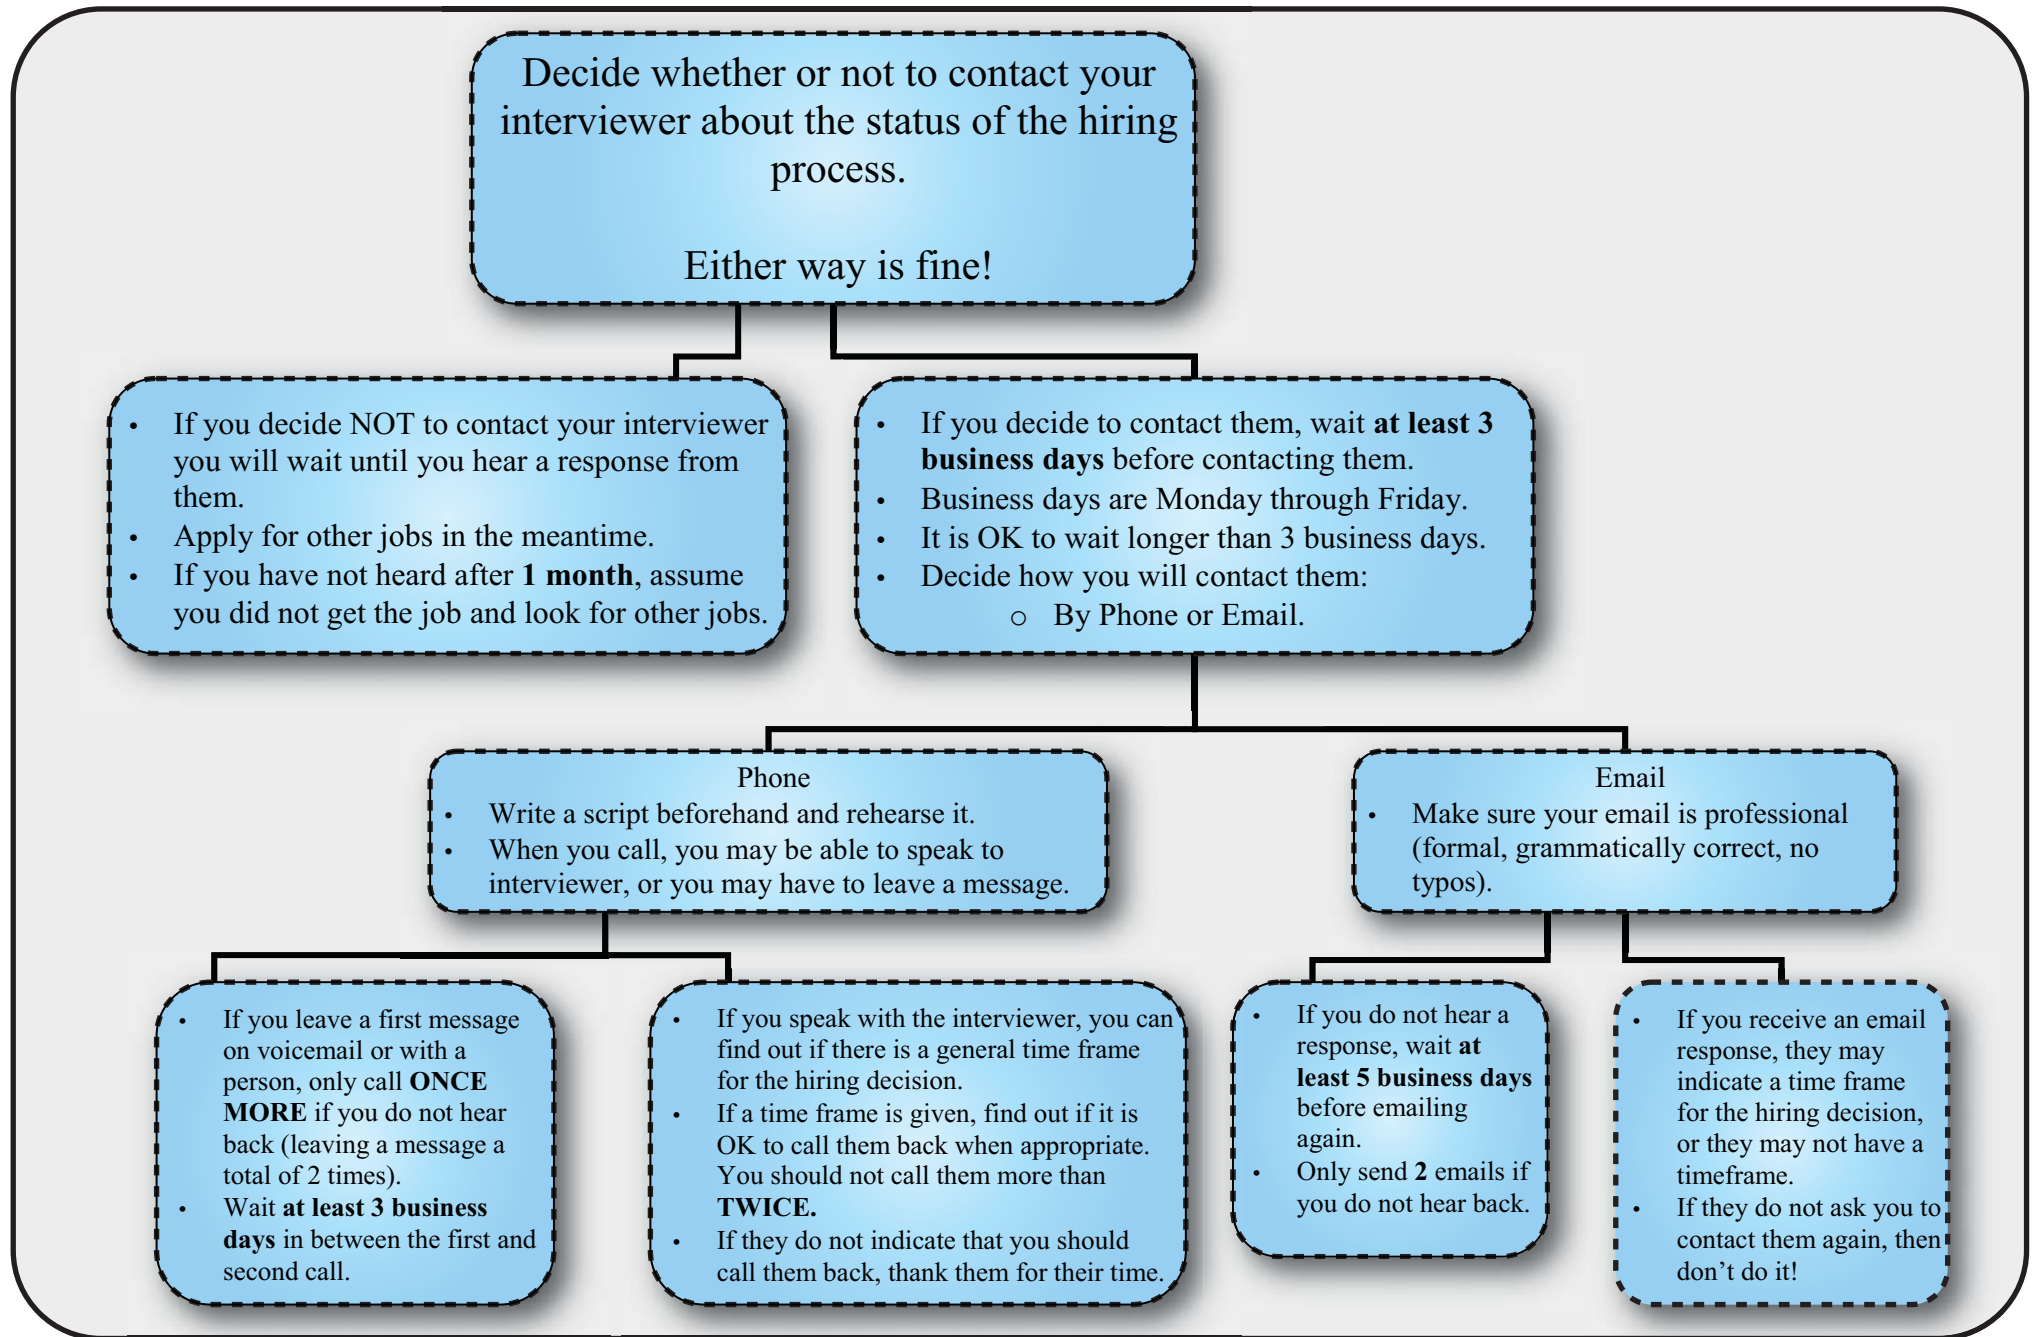 Decide whether or not to contact your
interviewer about the status of the hiring
process.
Either way is fine!
• If you decide NOT to contact your interviewer
you will wait until you hear a response from
them.
• Apply for other jobs in the meantime.
• If you have not heard after 1 month, assume
you did not get the job and look for other jobs.
• If you decide to contact them, wait at least 3
business days before contacting them.
• Business days are Monday through Friday.
• It is OK to wait longer than 3 business days.
• Decide how you will contact them:
o By Phone or Email.
Phone
• Write a script beforehand and rehearse it.
• When you call, you may be able to speak to
interviewer, or you may have to leave a message.
Email
• Make sure your email is professional
(formal, grammatically correct, no
typos).
• If you leave a first message
on voicemail or with a
person, only call ONCE
MORE if you do not hear
back (leaving a message a
total of 2 times).
• Wait at least 3 business
days in between the first and
second call.
• If you speak with the interviewer, you can
find out if there is a general time frame
for the hiring decision.
• If a time frame is given, find out if it is
OK to call them back when appropriate.
You should not call them more than
TWICE.
• If they do not indicate that you should
call them back, thank them for their time.
• If you do not hear a
response, wait at
least 5 business days
before emailing
again.
• Only send 2 emails if
you do not hear back.
• If you receive an email
response, they may
indicate a time frame
for the hiring decision,
or they may not have a
timeframe.
• If they do not ask you to
contact them again, then
don’t do it!